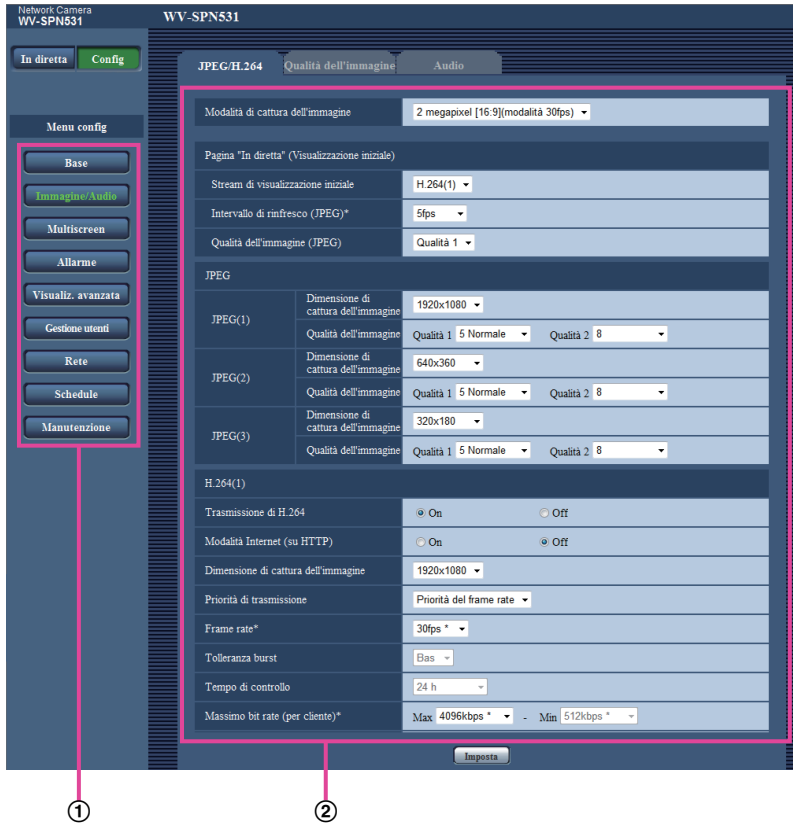 Network Camera
WV-SPN531
WV-SPN531
In diretta Config
Menu config
Base
Immagine/Audio
Multiscreen
Allarme
Visualiz. avanzata
Gestione utenti
Rete
Schedule
Manutenzione
JPEG/H.264 Qualità dell'immagine Audio
Modalità di cattura dell'immagine 2 megapixel [16:9](modalità 30fps)
Pagina "In diretta" (Visualizzazione iniziale)
Stream di visualizzazione iniziale H.264(1)
Intervallo di rinfresco (JPEG)* 5fps
Qualità dell'immagine (JPEG) Qualità 1
JPEG
JPEG(1)
Dimensione di
cattura dell'immagine 1920x1080
Qualità dell'immagine Qualità 1 5 Normale Qualità 2 8
JPEG(2)
Dimensione di
cattura dell'immagine 640x360
Qualità dell'immagine Qualità 1 5 Normale Qualità 2 8
JPEG(3)
Dimensione di
cattura dell'immagine 320x180
Qualità dell'immagine Qualità 1 5 Normale Qualità 2 8
H.264(1)
Trasmissione di H.264 On Off
Modalità Internet (su HTTP) On Off
Dimensione di cattura dell'immagine 1920x1080
Priorità di trasmissione Priorità del frame rate
Frame rate* 30fps *
Tolleranza burst Bas
Tempo di controllo 24 h
Massimo bit rate (per cliente)* Max 4096kbps * - Min 512kbps *
Imposta
① ②